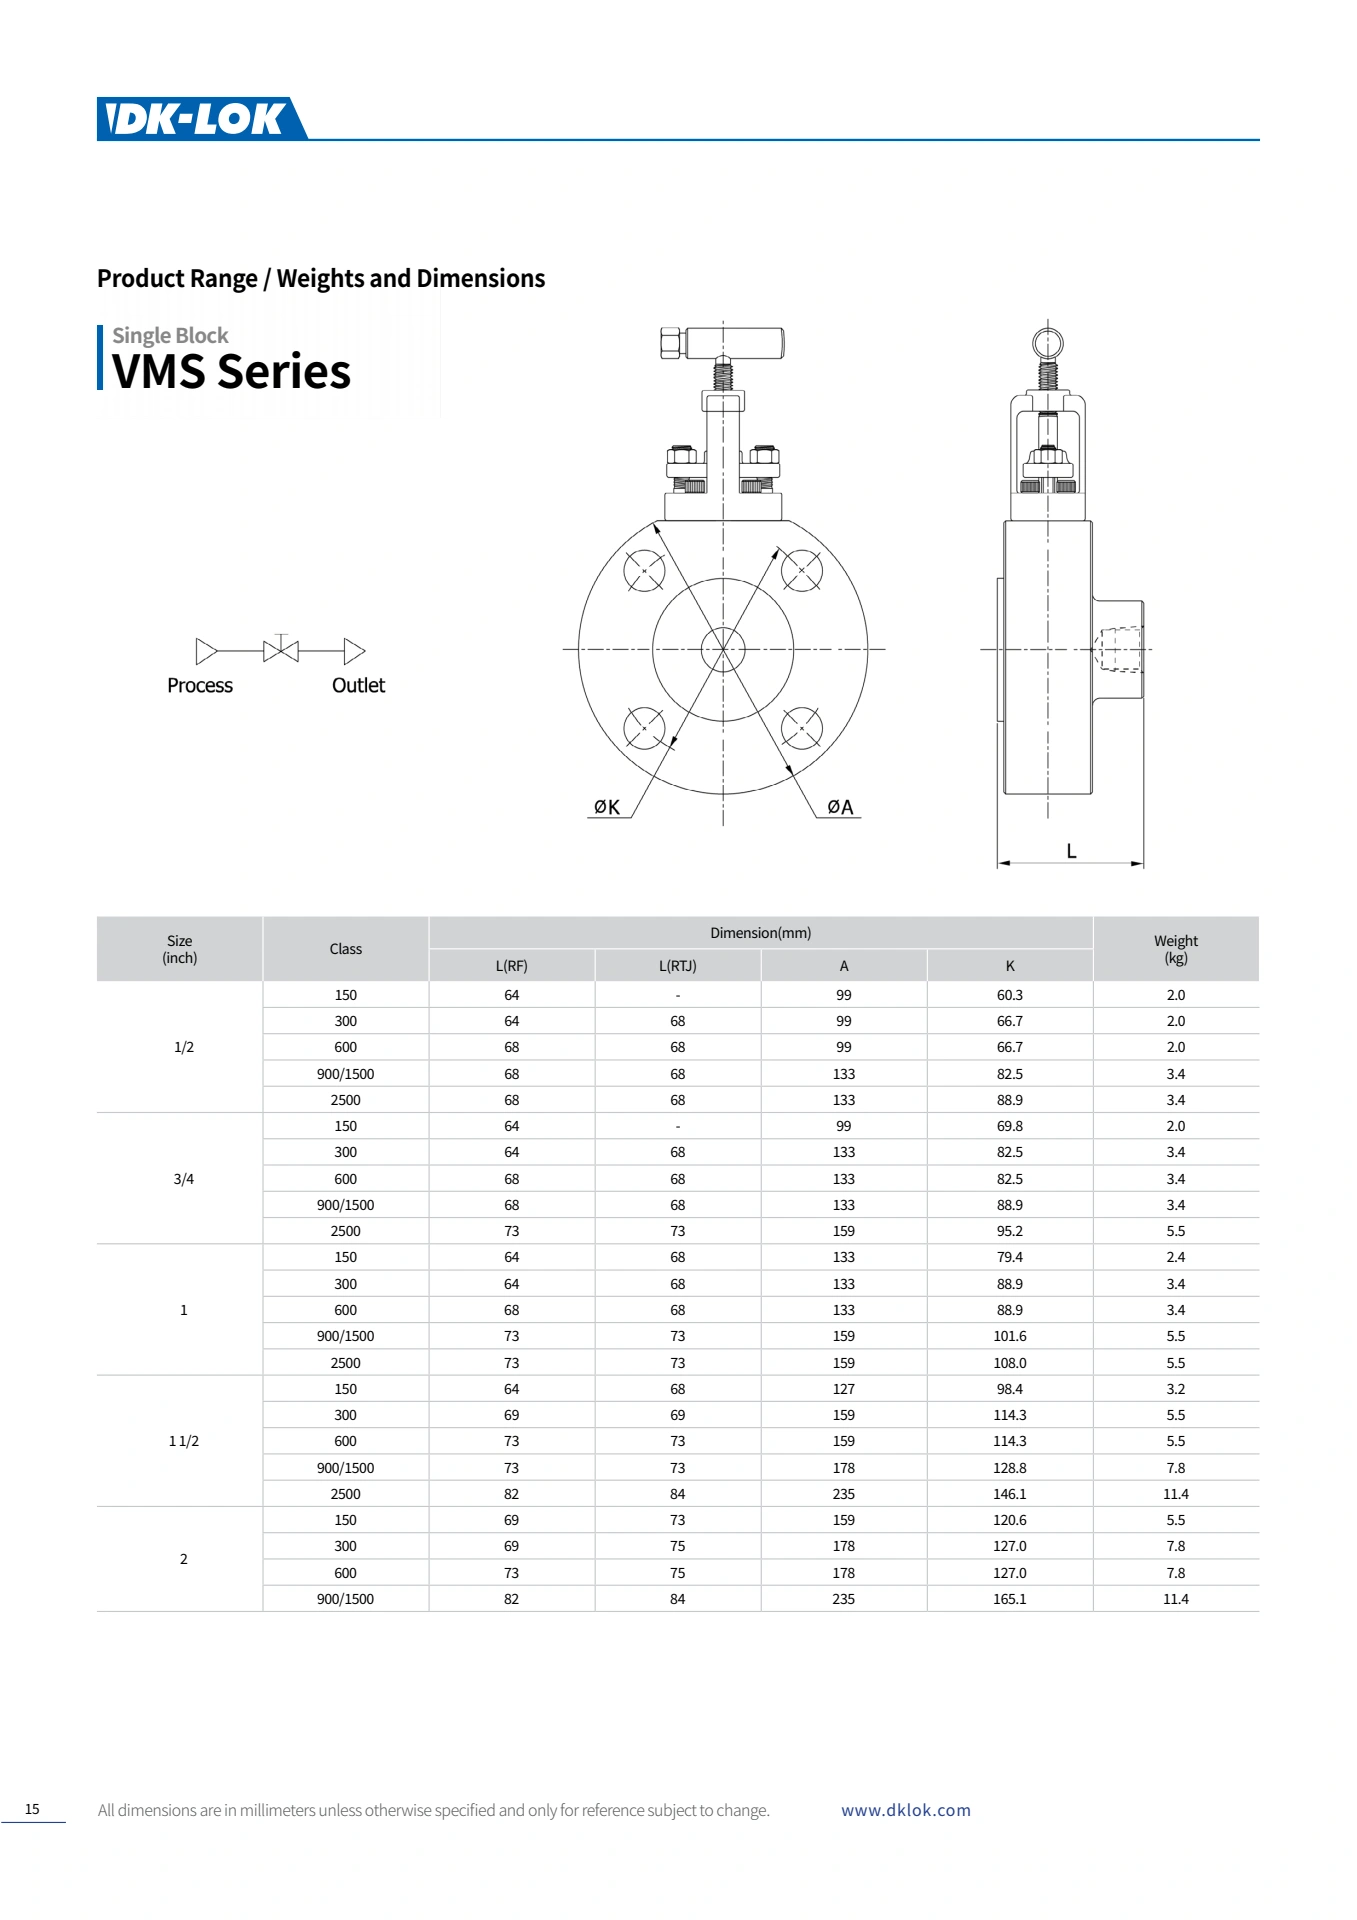 DK-LOK
Product Range / Weights and Dimensions
Single Block
VMS Series
Process Outlet
ØK ØA
L
Size (inch) Class Dimension(mm) Weight (kg)
L(RF) L(RTJ) A K
1/2 150 64 - 99 60.3 2.0
300 64 68 99 66.7 2.0
600 68 68 99 66.7 2.0
900/1500 68 68 133 82.5 3.4
2500 68 68 133 88.9 3.4
3/4 150 64 - 99 69.8 2.0
300 64 68 133 82.5 3.4
600 68 68 133 82.5 3.4
900/1500 68 68 133 88.9 3.4
2500 73 73 159 95.2 5.5
1 150 64 68 133 79.4 2.4
300 64 68 133 88.9 3.4
600 68 68 133 88.9 3.4
900/1500 73 73 159 101.6 5.5
2500 73 73 159 108.0 5.5
1 1/2 150 64 68 127 98.4 3.2
300 69 69 159 114.3 5.5
600 73 73 159 114.3 5.5
900/1500 73 73 178 128.8 7.8
2500 82 84 235 146.1 11.4
2 150 69 73 159 120.6 5.5
300 69 75 178 127.0 7.8
600 73 75 178 127.0 7.8
900/1500 82 84 235 165.1 11.4
15 All dimensions are in millimeters unless otherwise specified and only for reference subject to change. www.dklok.com